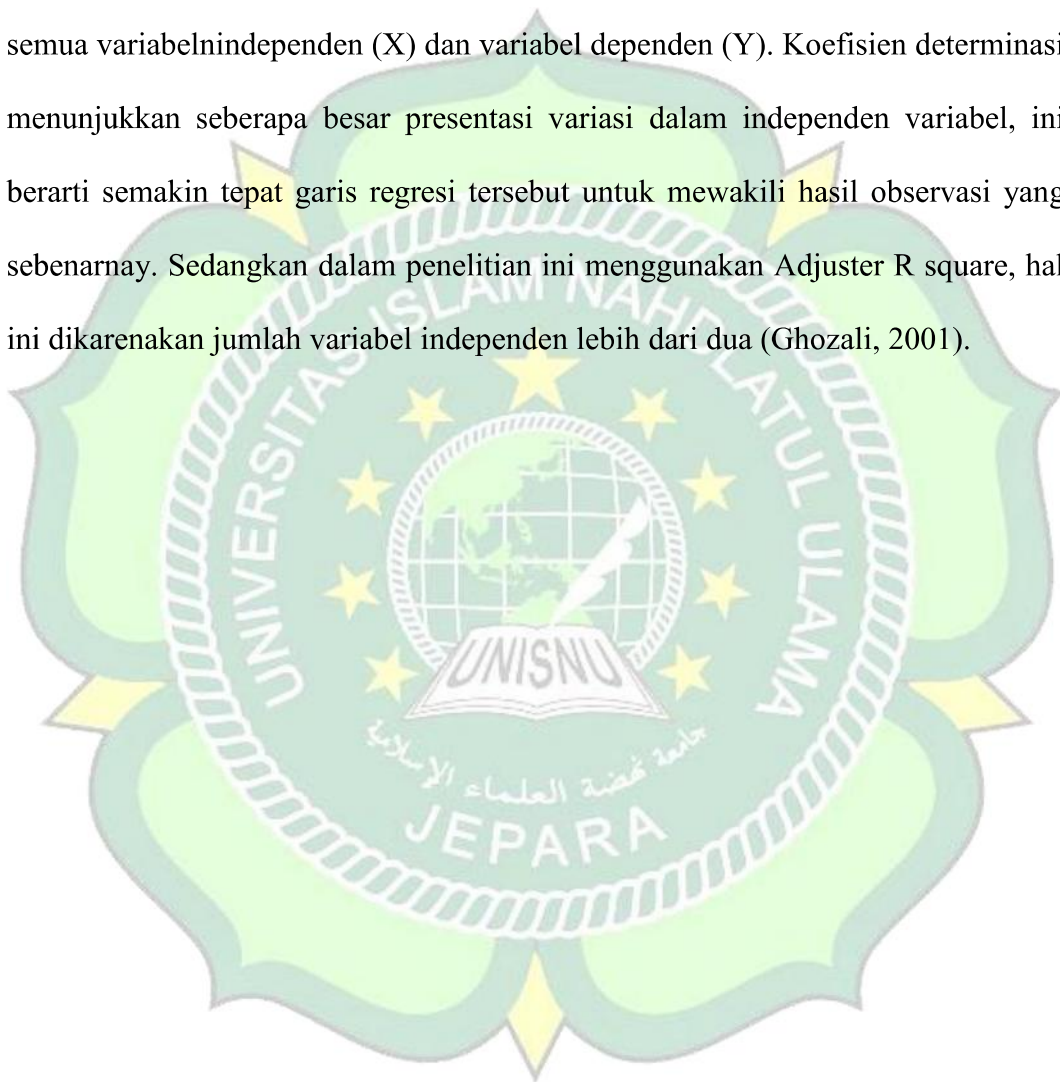 semua variabelnindependen (X) dan variabel dependen (Y). Koefisien determinasi
menunjukkan seberapa besar presentasi variasi dalam independen variabel, ini
berarti semakin tepat garis regresi tersebut untuk mewakili hasil observasi yang
sebenarnay. Sedangkan dalam penelitian ini menggunakan Adjuster R square, hal
ini dikarenakan jumlah variabel independen lebih dari dua (Ghozali, 2001).
UNIVERSITAS ISLAM NAHDLATUL ULAMA
UNISNU
جامعة نهضة العلماء الإسلامية
JEPARA